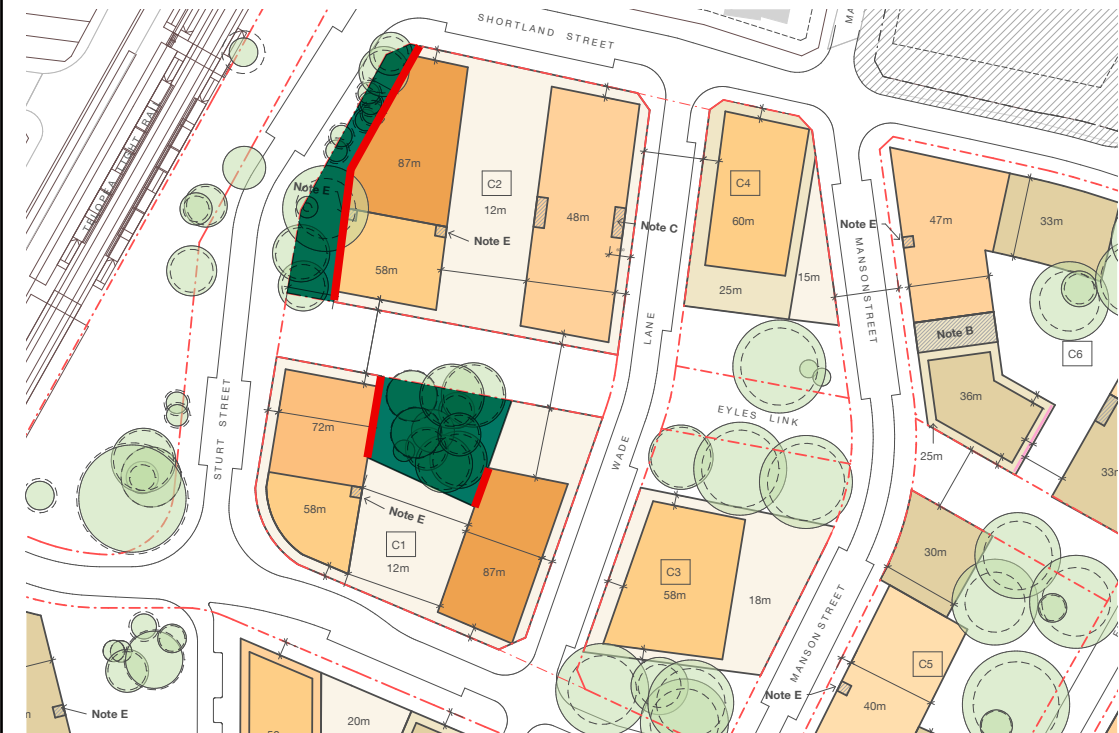 SHORTLAND STREET
MA
87m
C2
12m
48m
Note C
Note E
Note E
58m
C4
60m
25m
15m
Note E
47m
33m
Note B
C6
36m
25m
33m
MANSON STREET
LANE
WADE
EYLES LINK
STURT STREET
72m
58m
Note E
C1
12m
87m
C3
58m
18m
MANSON STREET
30m
C5
Note E
40m
Note E
20m